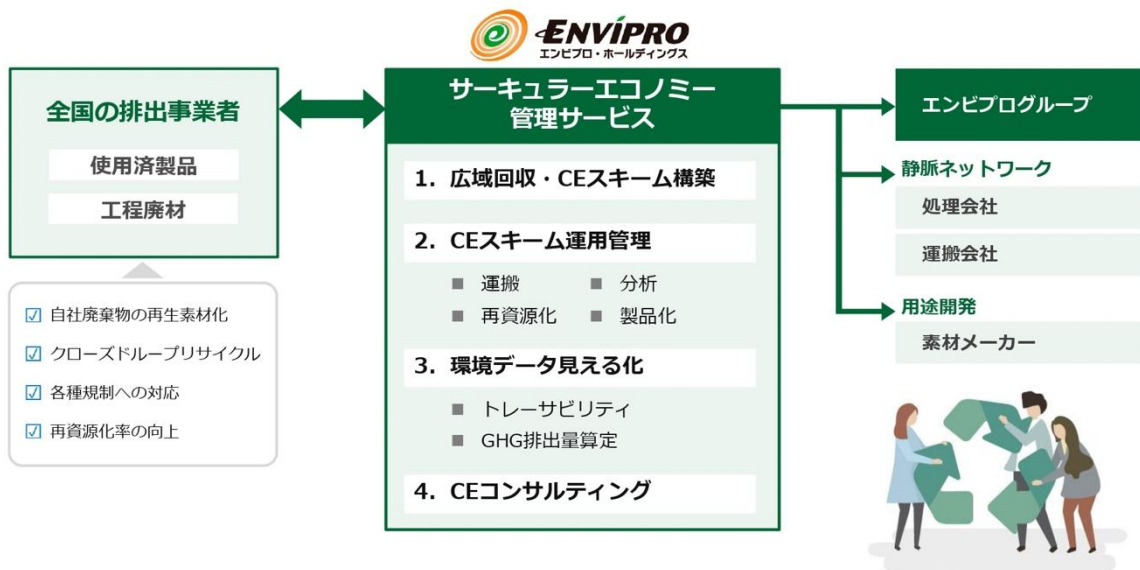 ENVIPRO
エンビプロ・ホールディングス
全国の排出事業者
使用済製品
工程廃材
自社廃棄物の再生素材化
クローズドループリサイクル
各種規制への対応
再資源化率の向上
サーキュラーエコノミー
管理サービス
1. 広域回収・CEスキーム構築
2. CEスキーム運用管理
■ 運搬 ■ 分析
■ 再資源化 ■ 製品化
3. 環境データ見える化
■ トレーサビリティ
■ GHG排出量算定
4. CEコンサルティング
エンビプログループ
静脈ネットワーク
処理会社
運搬会社
用途開発
素材メーカー